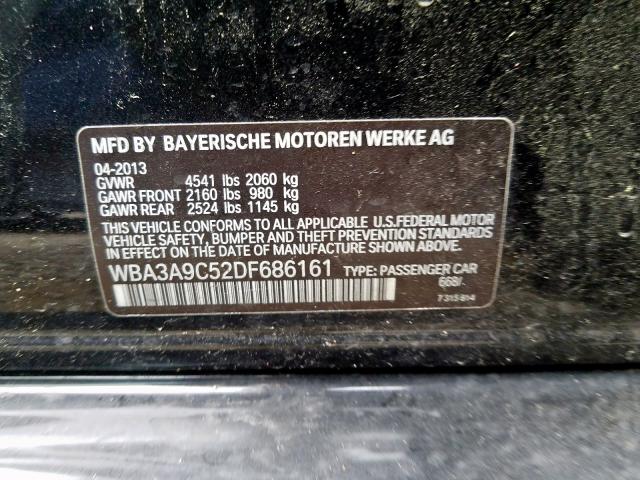 MFD BY BAYERISCHE MOTOREN WERKE AG
04-2013
GVWR 4541 lbs 2060 kg
GAWR FRONT 2160 lbs 980 kg
GAWR REAR 2524 lbs 1145 kg
THIS VEHICLE CONFORMS TO ALL APPLICABLE U.S.FEDERAL MOTOR
VEHICLE SAFETY, BUMPER AND THEFT PREVENTION STANDARDS
IN EFFECT ON THE DATE OF MANUFACTURE SHOWN ABOVE.
WBA3A9C52DF686161 TYPE: PASSENGER CAR
668/.
7315814